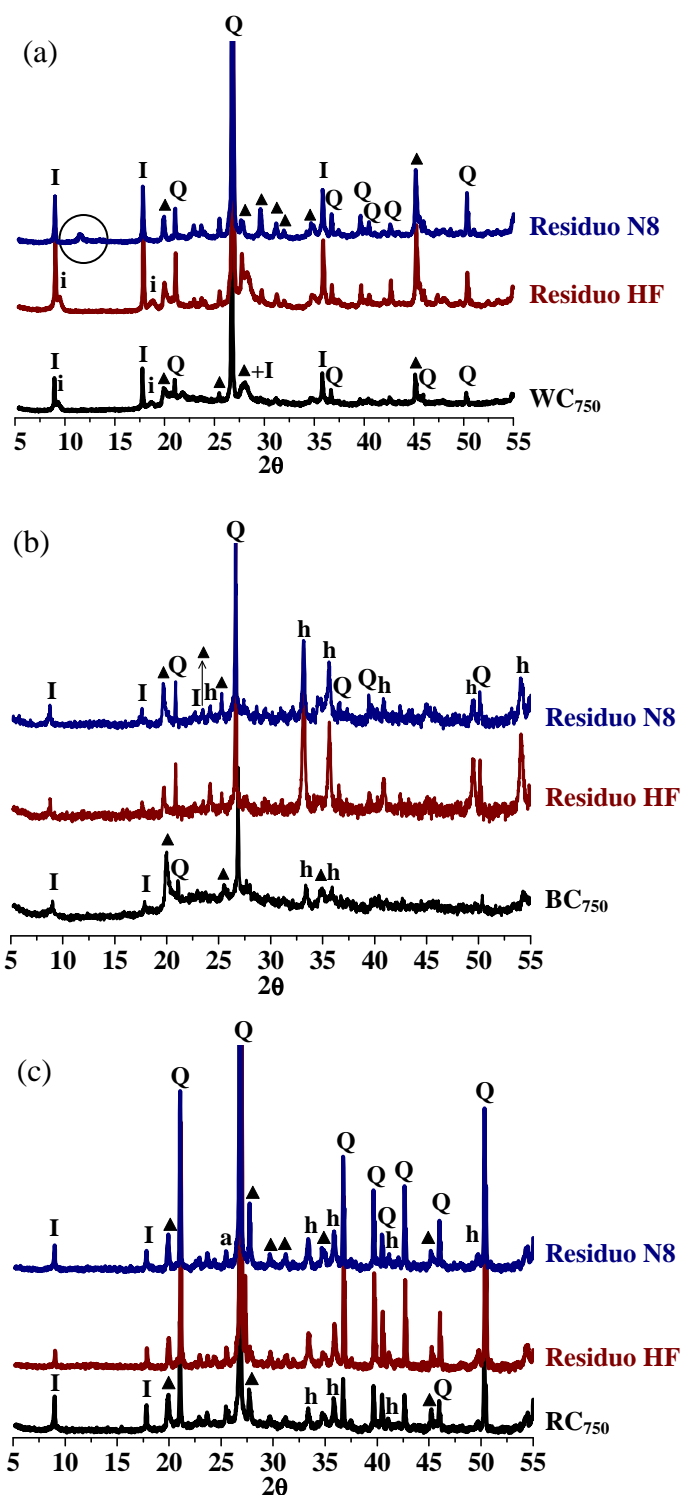 (a)
Q
I I ▲ Q ▲ ▲ ▲ ▲ ▲ I Q Q Q Q ▲ Q
Residuo N8
i i
Residuo HF
I i I i ▲ Q ▲ ▲ +I I Q ▲ Q Q
WC₇₅₀
5 10 15 20 25 30 35 40 45 50 55
2θ
(b)
Q
I I ▲ Q I ▲ h ▲ h h Q Q h h Q h
Residuo N8
Residuo HF
I I ▲ Q ▲ h ▲ h
BC₇₅₀
5 10 15 20 25 30 35 40 45 50 55
2θ
(c)
Q
I I ▲ Q a ▲ ▲ ▲ h ▲ h Q Q Q h Q ▲ Q h Q
Residuo N8
Residuo HF
I I ▲ ▲ h h h ▲ Q
RC₇₅₀
5 10 15 20 25 30 35 40 45 50 55
2θ